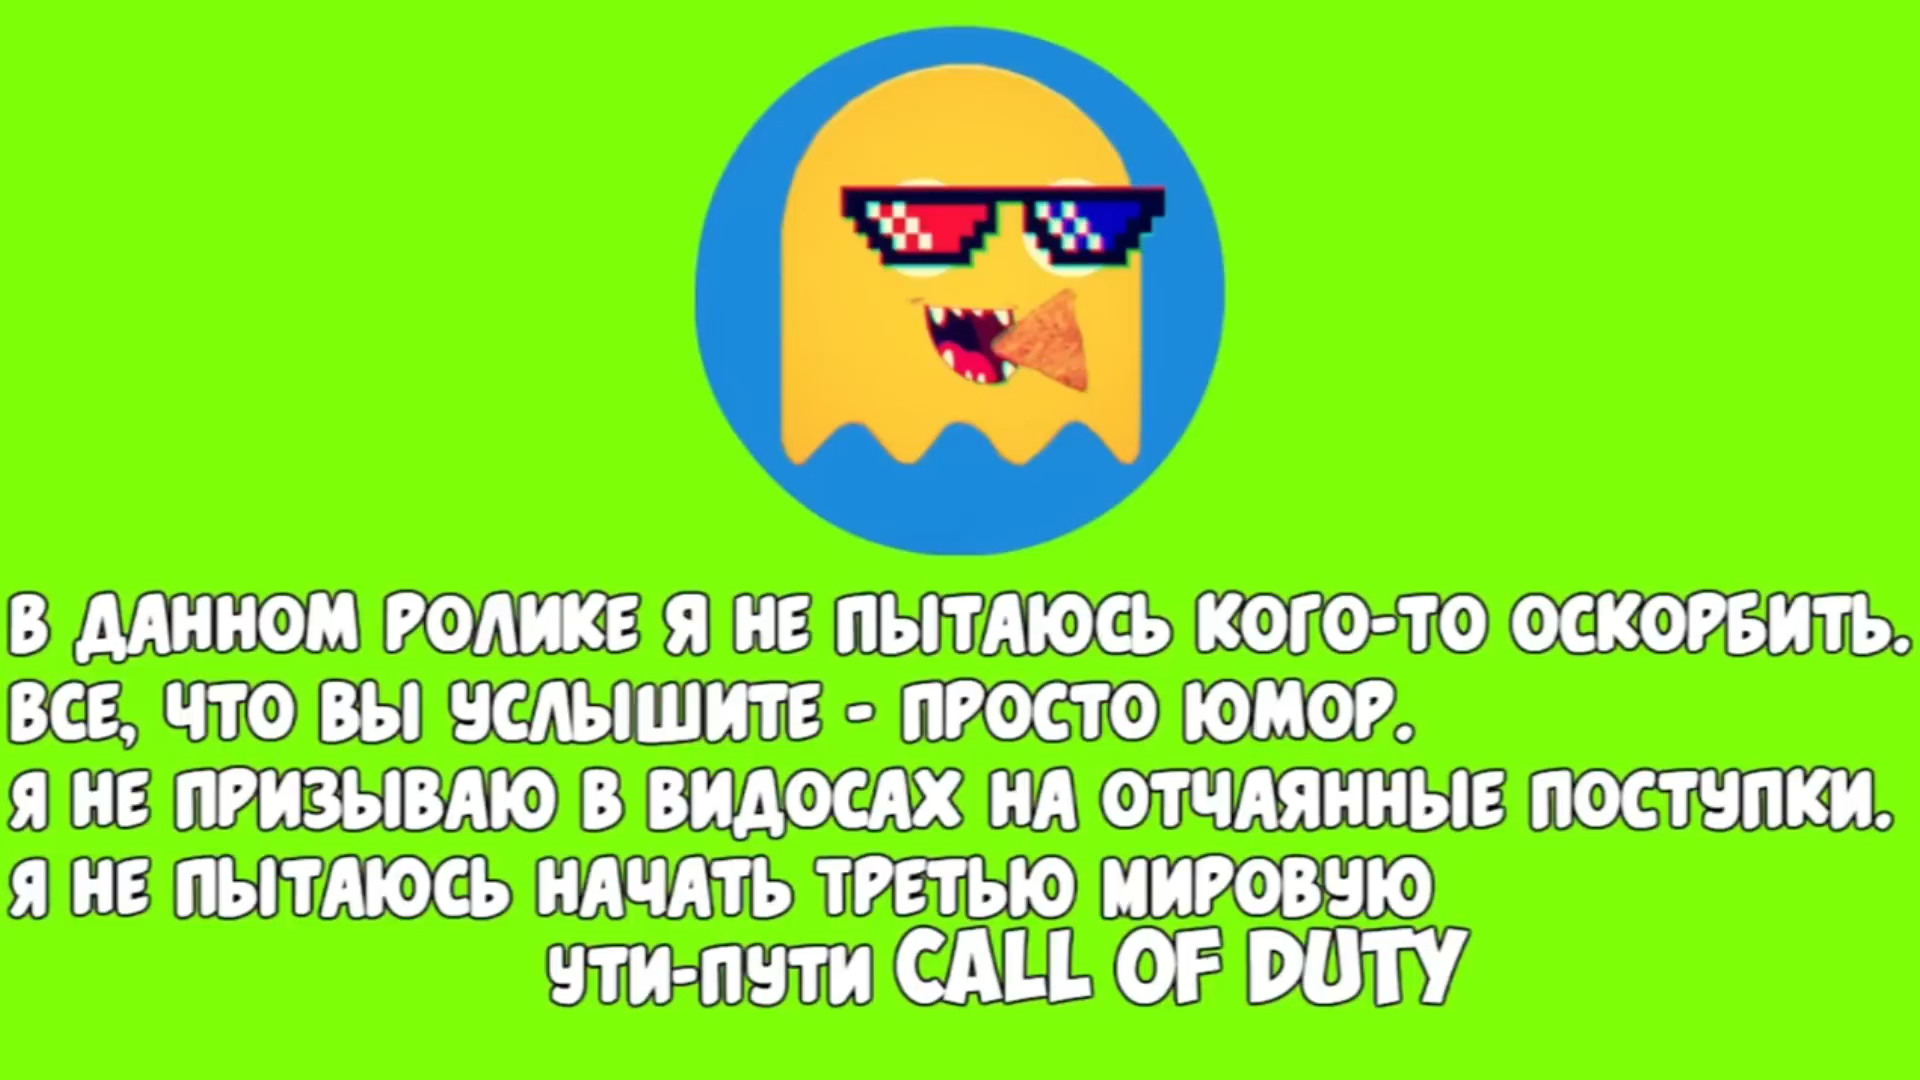 В ДАННОМ РОЛИКЕ Я НЕ ПЫТАЮСЬ КОГО-ТО ОСКОРБИТЬ.
ВСЕ, ЧТО ВЫ УСЛЫШИТЕ - ПРОСТО ЮМОР.
Я НЕ ПРИЗЫВАЮ В ВИДОСАХ НА ОТЧАЯННЫЕ ПОСТУПКИ.
Я НЕ ПЫТАЮСЬ НАЧАТЬ ТРЕТЬЮ МИРОВУЮ
УТИ-ПУТИ CALL OF DUTY